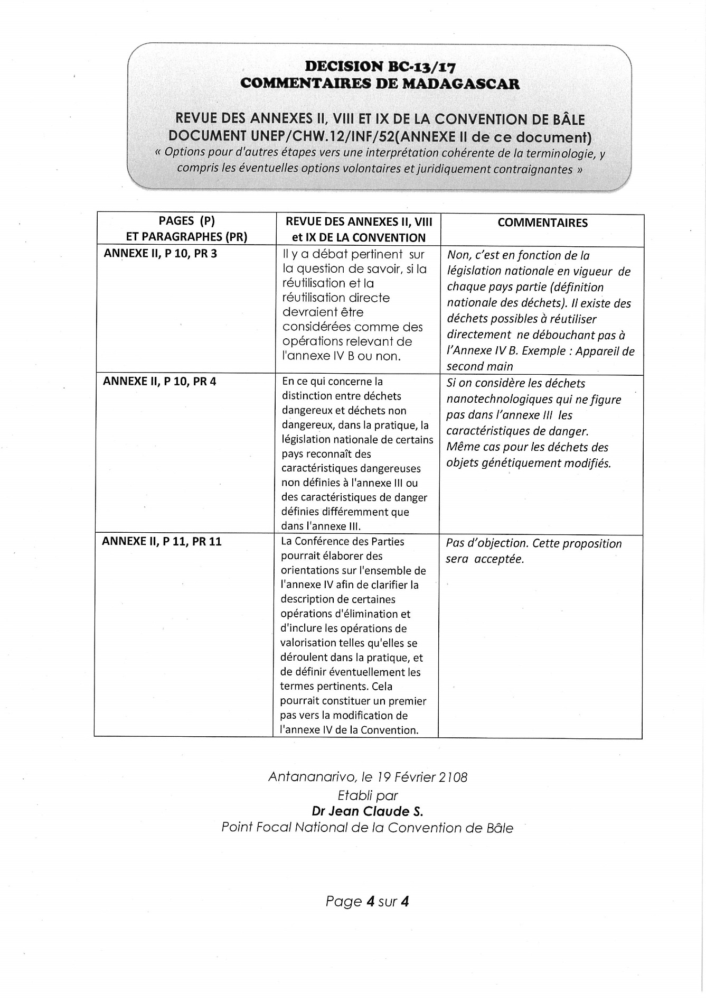 DECISION BC-13/17
COMMENTAIRES DE MADAGASCAR
REVUE DES ANNEXES II, VIII ET IX DE LA CONVENTION DE BÂLE
DOCUMENT UNEP/CHW.12/INF/52(ANNEXE II de ce document)
« Options pour d'autres étapes vers une interprétation cohérente de la terminologie, y
compris les éventuelles options volontaires et juridiquement contraignantes »
PAGES (P)
ET PARAGRAPHES (PR)
REVUE DES ANNEXES II, VIII
et IX DE LA CONVENTION
COMMENTAIRES
ANNEXE II, P 10, PR 3
Il y a débat pertinent sur
la question de savoir, si la
réutilisation et la
réutilisation directe
devraient être
considérées comme des
opérations relevant de
l'annexe IV B ou non.
Non, c'est en fonction de la
législation nationale en vigueur de
chaque pays partie (définition
nationale des déchets). Il existe des
déchets possibles à réutiliser
directement ne débouchant pas à
l'Annexe IV B. Exemple : Appareil de
second main
ANNEXE II, P 10, PR 4
En ce qui concerne la
distinction entre déchets
dangereux et déchets non
dangereux, dans la pratique, la
législation nationale de certains
pays reconnaît des
caractéristiques dangereuses
non définies à l'annexe III ou
des caractéristiques de danger
définies différemment que
dans l'annexe III.
Si on considère les déchets
nanotechnologiques qui ne figure
pas dans l'annexe III les
caractéristiques de danger.
Même cas pour les déchets des
objets génétiquement modifiés.
ANNEXE II, P 11, PR 11
La Conférence des Parties
pourrait élaborer des
orientations sur l'ensemble de
l'annexe IV afin de clarifier la
description de certaines
opérations d'élimination et
d'inclure les opérations de
valorisation telles qu'elles se
déroulent dans la pratique, et
de définir éventuellement les
termes pertinents. Cela
pourrait constituer un premier
pas vers la modification de
l'annexe IV de la Convention.
Pas d'objection. Cette proposition
sera acceptée.
Antananarivo, le 19 Février 2108
Etabli par
Dr Jean Claude S.
Point Focal National de la Convention de Bâle
Page 4 sur 4